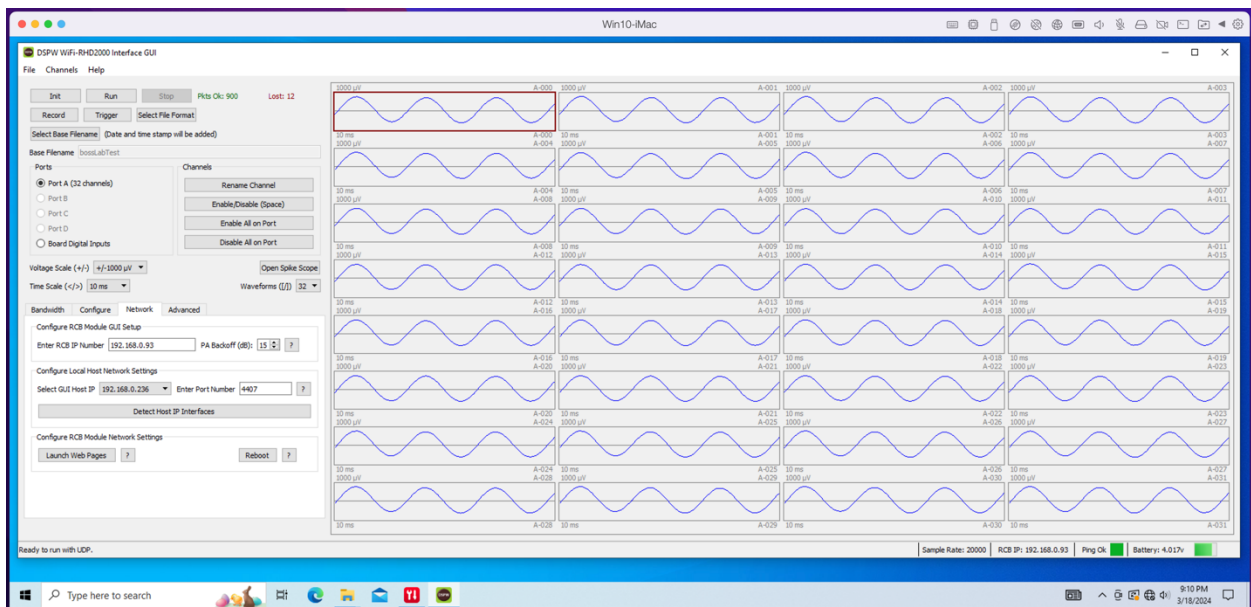 Win10-iMac
DSPW WiFi-RHD2000 Interface GUI
File Channels Help
Init Run Stop Pkts Ok: 900 Lost: 12
Record Trigger Select File Format
Select Base Filename (Date and time stamp will be added)
Base Filename bossLabTest
Ports
Port A (32 channels)
Port B
Port C
Port D
Board Digital Inputs
Channels
Rename Channel
Enable/Disable (Space)
Enable All on Port
Disable All on Port
Voltage Scale (+/-) +/-1000 µV Open Spike Scope
Time Scale (</>) 10 ms Waveforms ([/]) 32
Bandwidth Configure Network Advanced
Configure RCB Module GUI Setup
Enter RCB IP Number 192.168.0.93 PA Backoff (dB): 15 ?
Configure Local Host Network Settings
Select GUI Host IP 192.168.0.236 Enter Port Number 4407 ?
Detect Host IP Interfaces
Configure RCB Module Network Settings
Launch Web Pages ? Reboot ?
1000 µV A-000 1000 µV A-001 1000 µV A-002 1000 µV A-003
10 ms A-000 10 ms A-001 10 ms A-002 10 ms A-003
1000 µV A-004 1000 µV A-005 1000 µV A-006 1000 µV A-007
10 ms A-004 10 ms A-005 10 ms A-006 10 ms A-007
1000 µV A-008 1000 µV A-009 1000 µV A-010 1000 µV A-011
10 ms A-008 10 ms A-009 10 ms A-010 10 ms A-011
1000 µV A-012 1000 µV A-013 1000 µV A-014 1000 µV A-015
10 ms A-012 10 ms A-013 10 ms A-014 10 ms A-015
1000 µV A-016 1000 µV A-017 1000 µV A-018 1000 µV A-019
10 ms A-016 10 ms A-017 10 ms A-018 10 ms A-019
1000 µV A-020 1000 µV A-021 1000 µV A-022 1000 µV A-023
10 ms A-020 10 ms A-021 10 ms A-022 10 ms A-023
1000 µV A-024 1000 µV A-025 1000 µV A-026 1000 µV A-027
10 ms A-024 10 ms A-025 10 ms A-026 10 ms A-027
1000 µV A-028 1000 µV A-029 1000 µV A-030 1000 µV A-031
10 ms A-028 10 ms A-029 10 ms A-030 10 ms A-031
Ready to run with UDP. Sample Rate: 20000 RCB IP: 192.168.0.93 Ping Ok Battery: 4.017v
Type here to search
9:10 PM
3/18/2024